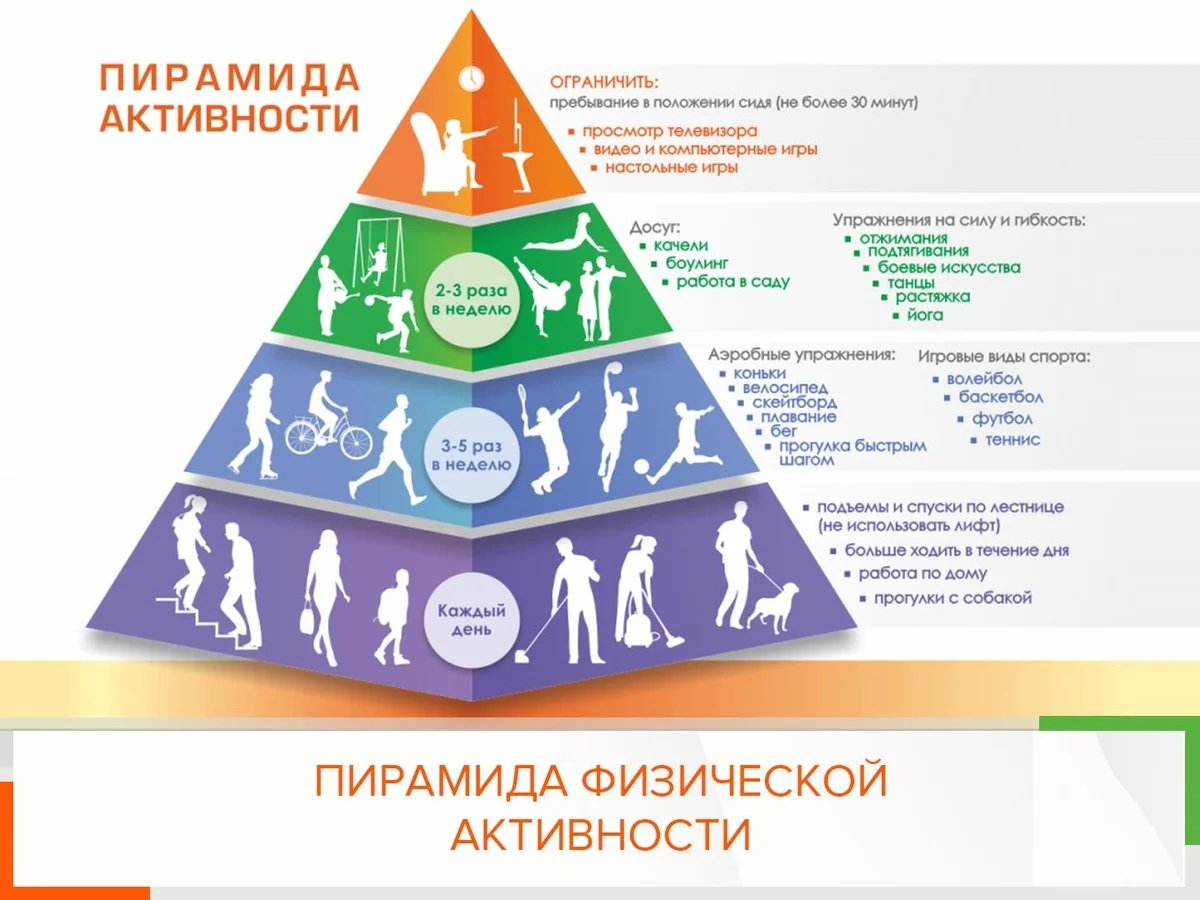 ПИРАМИДА
АКТИВНОСТИ
ОГРАНИЧИТЬ:
пребывание в положении сидя (не более 30 минут)
просмотр телевизора
видео и компьютерные игры
настольные игры
2-3 раза
в неделю
Досуг:
качели
боулинг
работа в саду
Упражнения на силу и гибкость:
отжимания
подтягивания
боевые искусства
танцы
растяжка
йога
3-5 раз
в неделю
Аэробные упражнения:
коньки
велосипед
скейтборд
плавание
бег
прогулка быстрым
шагом
Игровые виды спорта:
волейбол
баскетбол
футбол
теннис
Каждый
день
подъемы и спуски по лестнице
(не использовать лифт)
больше ходить в течение дня
работа по дому
прогулки с собакой
ПИРАМИДА ФИЗИЧЕСКОЙ
АКТИВНОСТИ